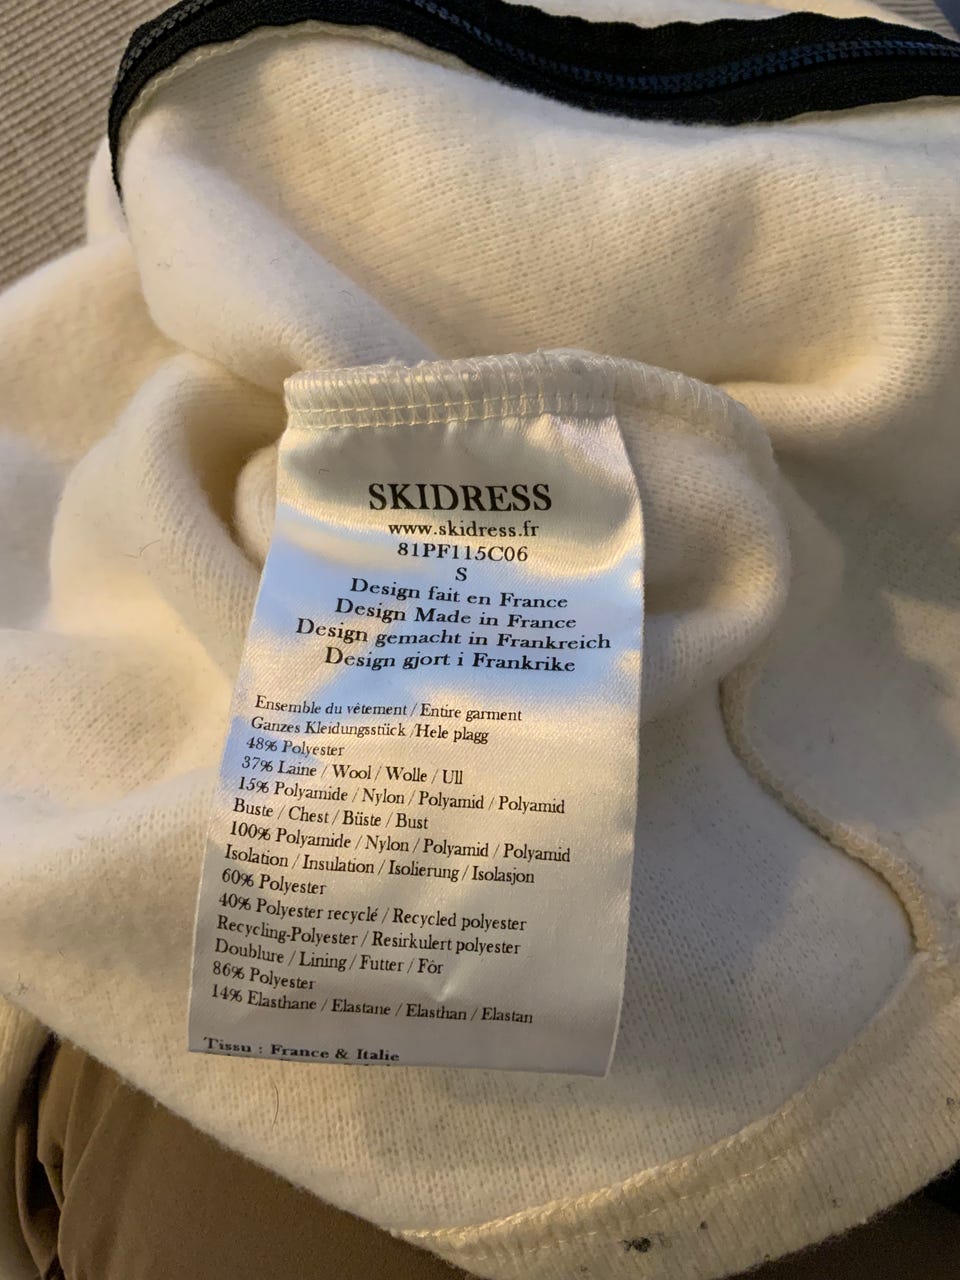 SKIDRESS
www.skidress.fr
81PF115C06
S
Design fait en France
Design Made in France
Design gemacht in Frankreich
Design gjort i Frankrike
Ensemble du vêtement / Entire garment
Ganzes Kleidungsstück /Hele plagg
48% Polyester
37% Laine / Wool / Wolle / Ull
15% Polyamide / Nylon / Polyamid / Polyamid
Buste / Chest / Büste / Bust
100% Polyamide / Nylon / Polyamid / Polyamid
Isolation / Insulation / Isolierung / Isolasjon
60% Polyester
40% Polyester recyclé / Recycled polyester
Recycling-Polyester / Resirkulert polyester
Doublure / Lining / Futter / Fôr
86% Polyester
14% Elasthane / Elastane / Elasthan / Elastan
Tissu : France & Italie